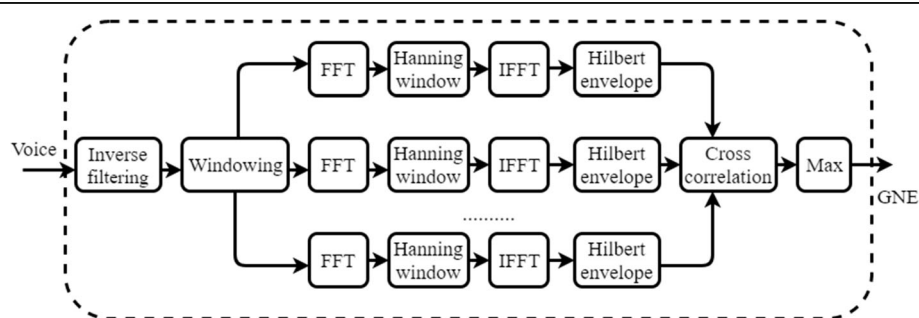 Voice
Inverse
filtering
Windowing
FFT
Hanning
window
IFFT
Hilbert
envelope
FFT
Hanning
window
IFFT
Hilbert
envelope
..........
FFT
Hanning
window
IFFT
Hilbert
envelope
Cross
correlation
Max
GNE